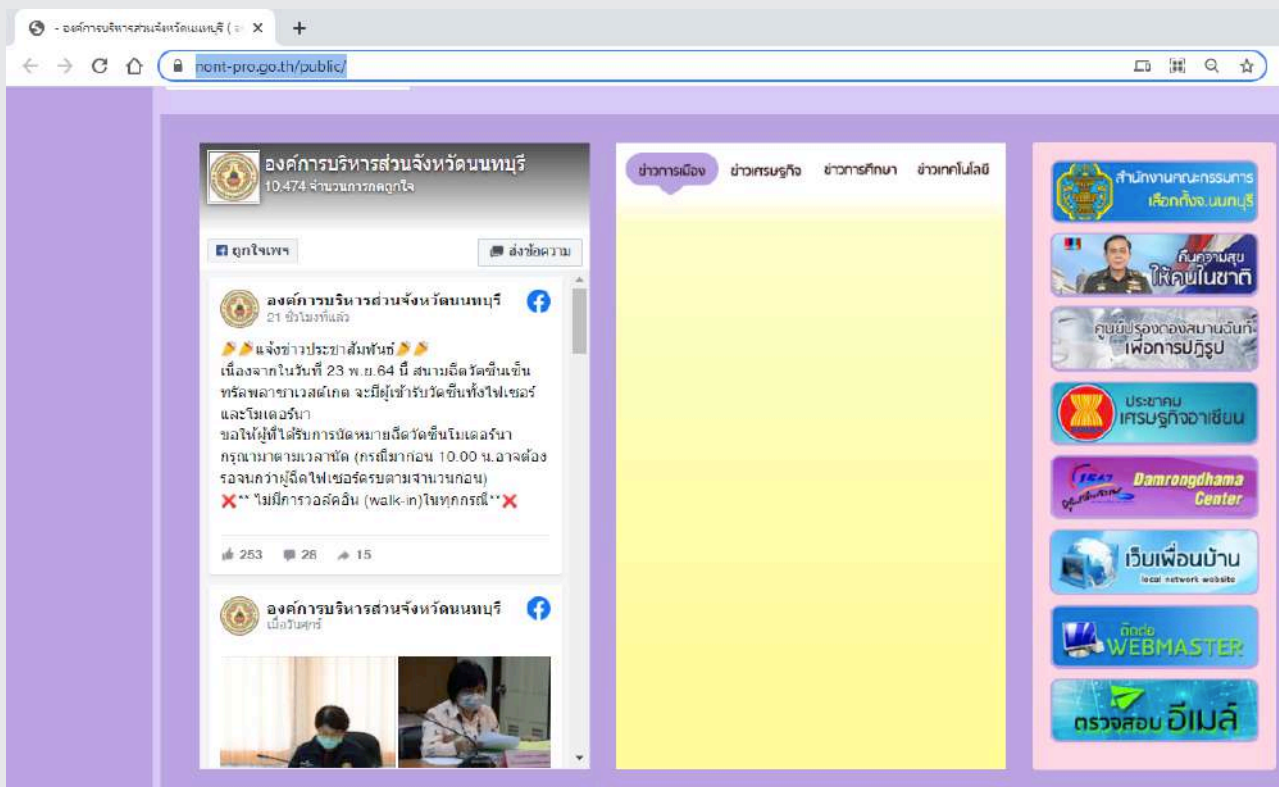 - องค์การบริหารส่วนจังหวัดนนทบุรี (
nont-pro.go.th/public/
องค์การบริหารส่วนจังหวัดนนทบุรี
10,474 จำนวนการกดถูกใจ
ถูกใจเพจ
ส่งข้อความ
องค์การบริหารส่วนจังหวัดนนทบุรี
21 ชั่วโมงที่แล้ว
🎉🎉แจ้งข่าวประชาสัมพันธ์🎉🎉
เนื่องจากในวันที่ 23 พ.ย.64 นี้ สนามฉีดวัคซีนเซ็น
ทรัลพลาซาเวสต์เกต จะมีผู้เข้ารับวัคซีนทั้งไฟเซอร์
และโมเดอร์นา
ขอให้ผู้ที่ได้รับการนัดหมายฉีดวัคซีนโมเดอร์นา
กรุณามาตามเวลานัด (กรณีมาก่อน 10.00 น.อาจต้อง
รอจนกว่าผู้ฉีดไฟเซอร์ครบตามจำนวนก่อน)
❌** ไม่มีการวอล์คอิน (walk-in)ในทุกกรณี**❌
253 28 15
องค์การบริหารส่วนจังหวัดนนทบุรี
เมื่อวันศุกร์
ข่าวการเมือง ข่าวเศรษฐกิจ ข่าวการศึกษา ข่าวเทคโนโลยี
สำนักงานคณะกรรมการ
เลือกตั้งจ.นนทบุรี
คืนความสุข
ให้คนในชาติ
ศูนย์ปรองดองสมานฉันท์
เพื่อการปฏิรูป
ประชาคม
เศรษฐกิจอาเซียน
1567
Damrongdhama
Center
เว็บเพื่อนบ้าน
local network website
ติดต่อ
WEBMASTER
ตรวจสอบ อีเมล์